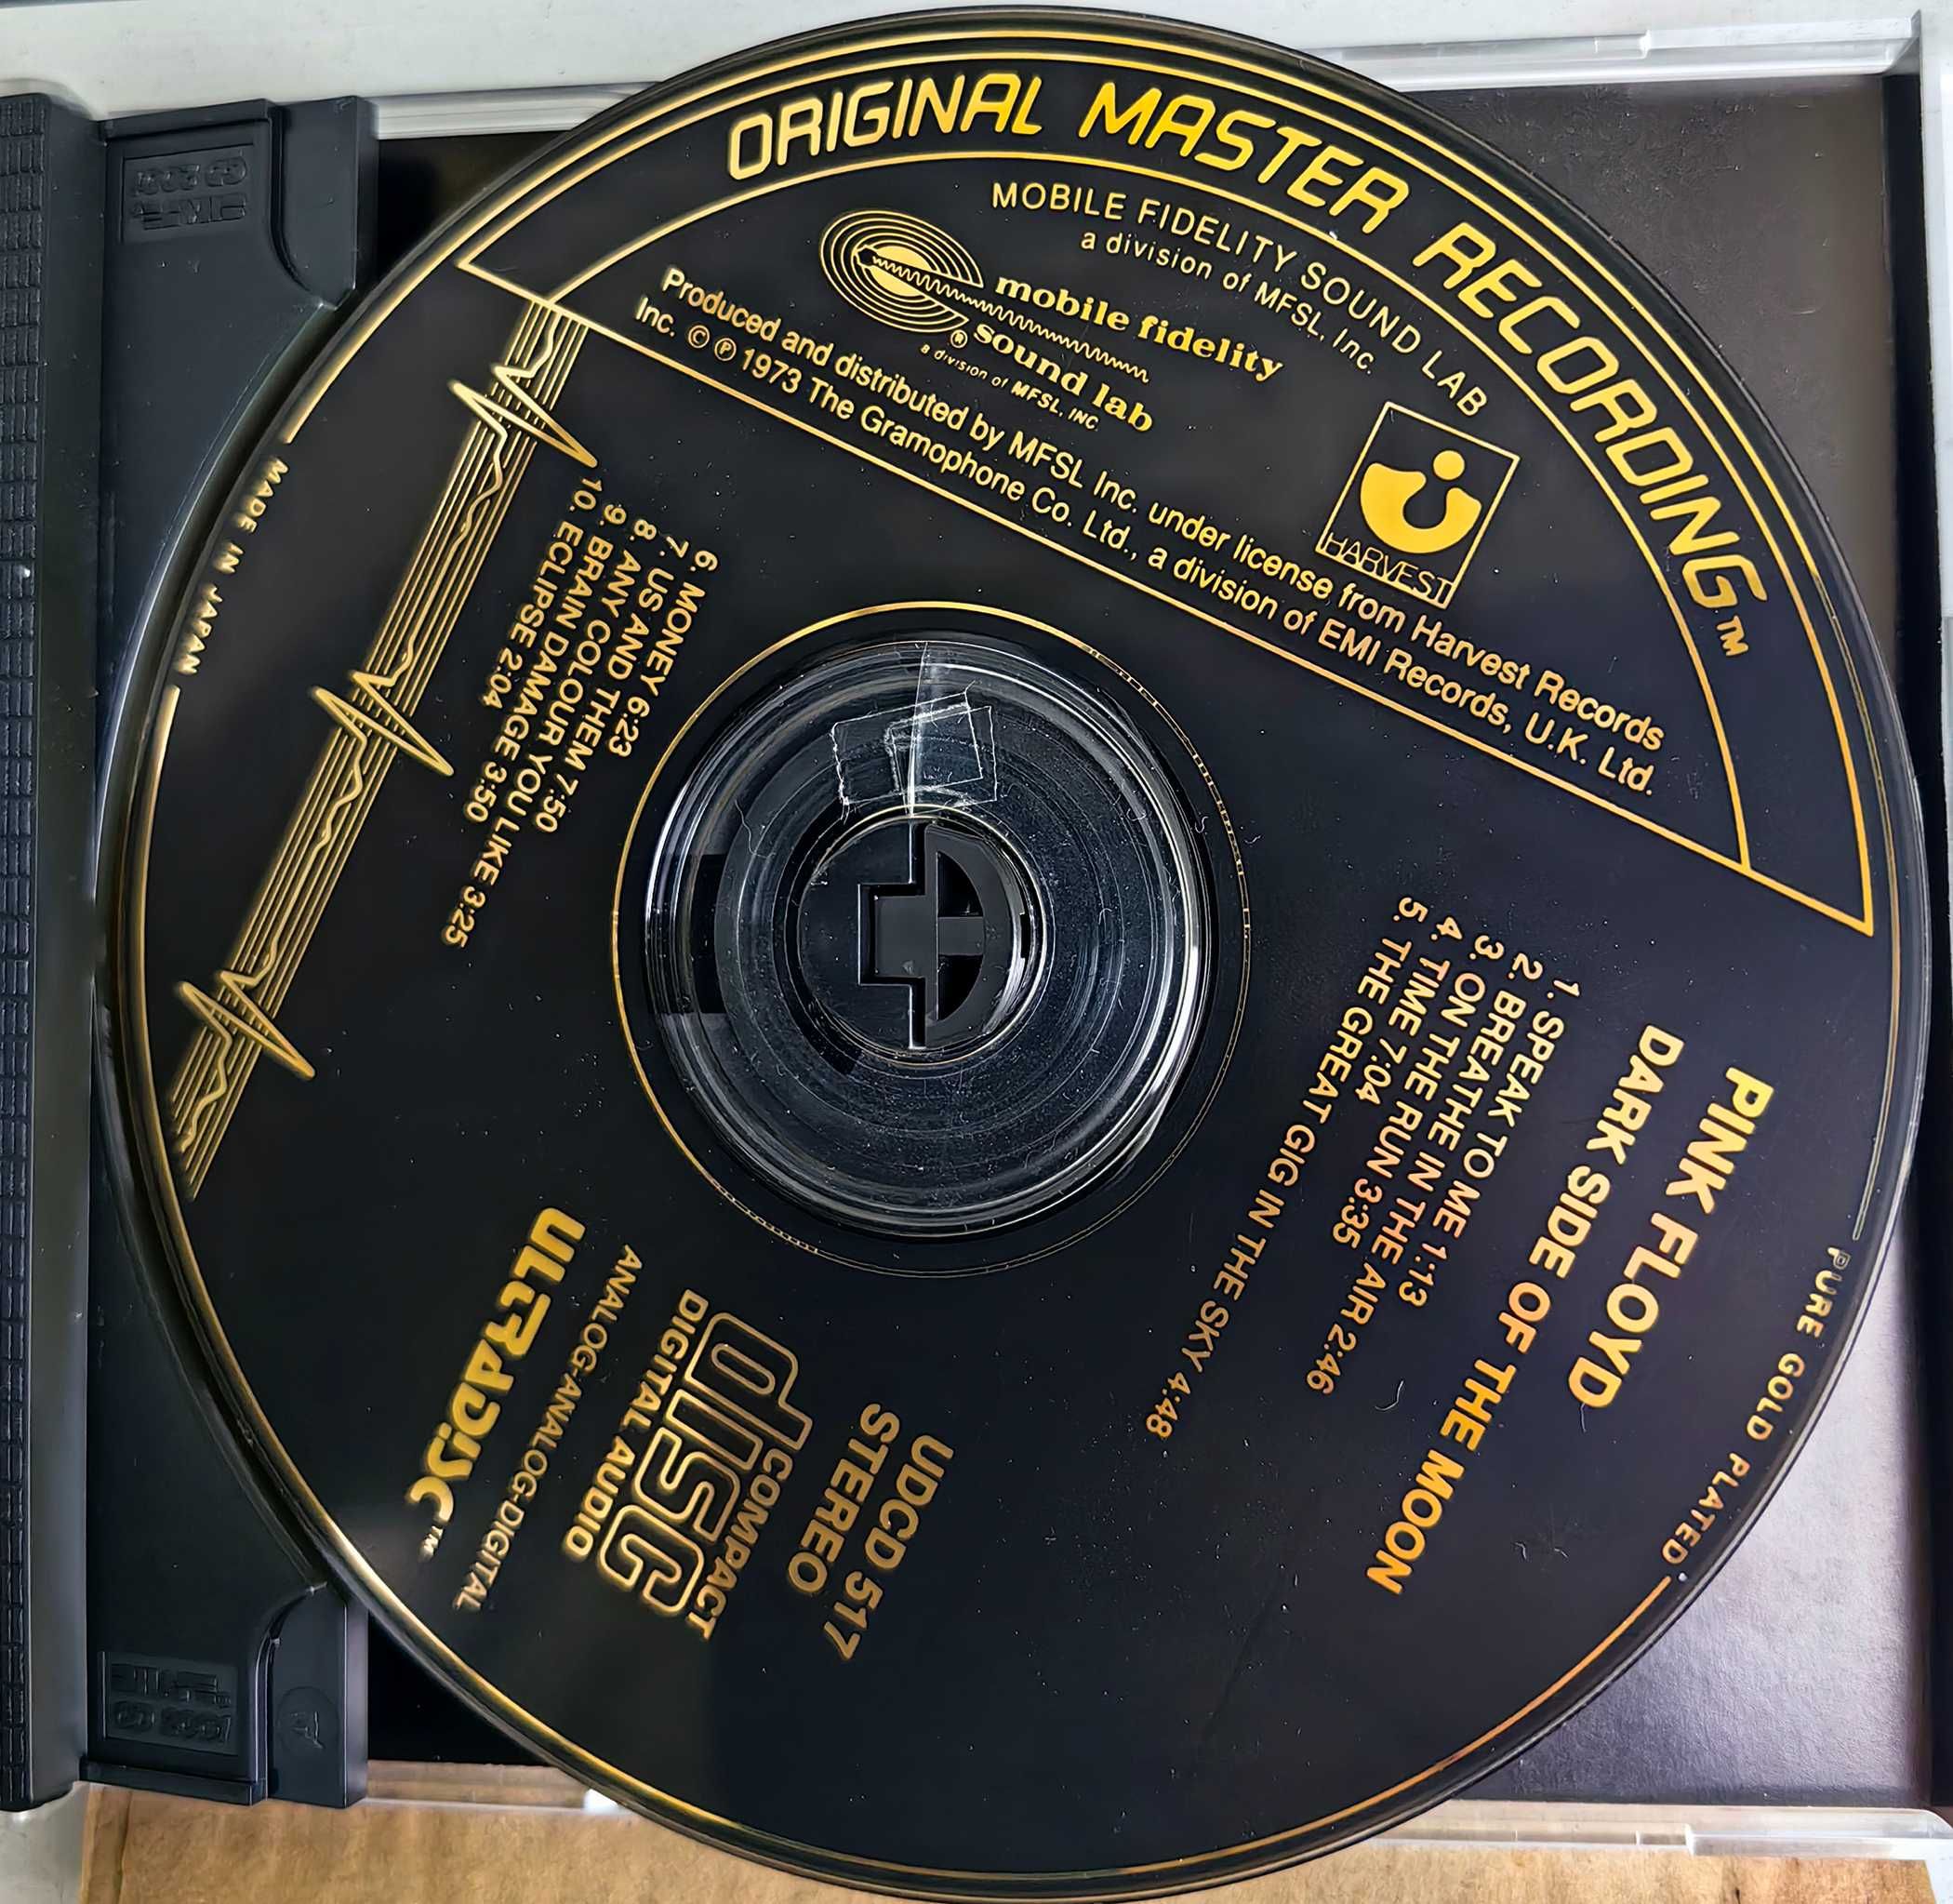 ORIGINAL MASTER RECORDING™
MOBILE FIDELITY SOUND LAB
a division of MFSL, Inc.
mobile fidelity
sound lab
®
a division of MFSL, INC.
HARVEST
Produced and distributed by MFSL Inc. under license from Harvest Records
Inc. © ℗ 1973 The Gramophone Co. Ltd., a division of EMI Records, U.K. Ltd.
PINK FLOYD
DARK SIDE OF THE MOON
1. SPEAK TO ME 1:13
2. BREATHE IN THE AIR 2:46
3. ON THE RUN 3:35
4. TIME 7:04
5. THE GREAT GIG IN THE SKY 4:48
6. MONEY 6:23
7. US AND THEM 7:50
8. ANY COLOUR YOU LIKE 3:25
9. BRAIN DAMAGE 3:50
10. ECLIPSE 2:04
UDCD 517
STEREO
COMPACT
disc
DIGITAL AUDIO
ANALOG-ANALOG-DIGITAL
ULTRADISC™
PURE GOLD PLATED
MADE IN JAPAN